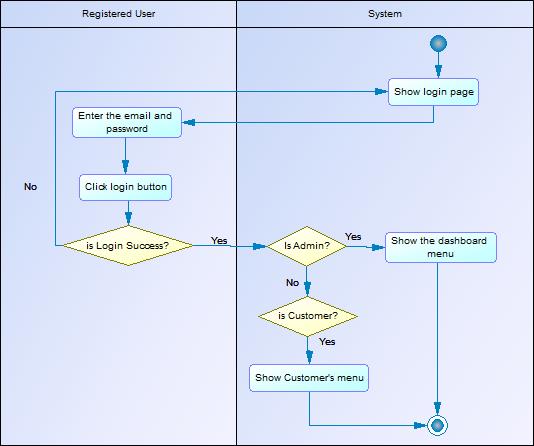 Registered User
System
Show login page
Enter the email and
password
Click login button
No
is Login Success?
Yes
Is Admin?
Yes
Show the dashboard
menu
No
is Customer?
Yes
Show Customer's menu